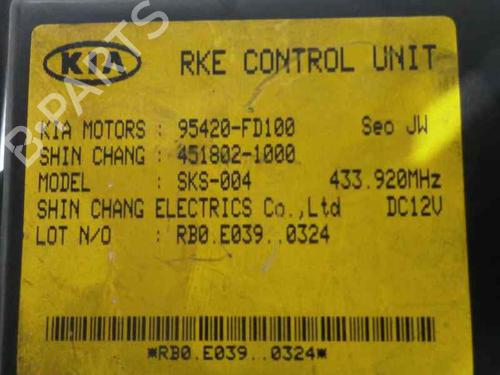 KIA RKE CONTROL UNIT
KIA MOTORS : 95420-FD100 Seo JW
SHIN CHANG : 451802-1000
MODEL : SKS-004 433.920MHz
SHIN CHANG ELECTRICS Co.,Ltd DC12V
LOT N/O : RB0.E039..0324
*RB0.E039..0324*
B-PARTS